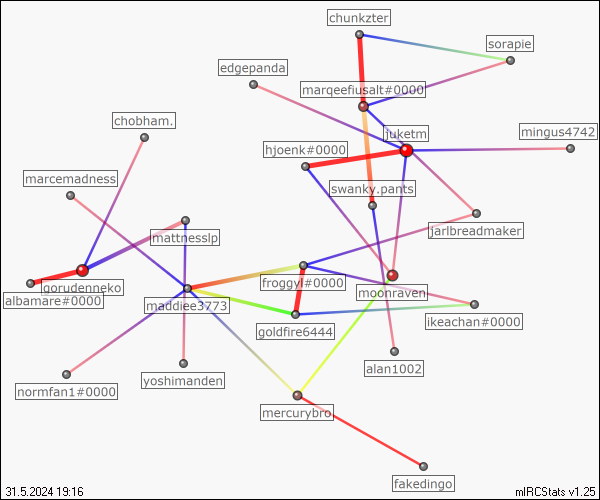 chunkzter
sorapie
edgepanda
marqeefiusalt#0000
chobham.
juketm
mingus4742
hjoenk#0000
marcemadness
swanky.pants
jarlbreadmaker
mattnesslp
gorudenneko
froggyl#0000
moonraven
albamare#0000
maddiee3773
ikeachan#0000
goldfire6444
alan1002
yoshimanden
normfan1#0000
mercurybro
fakedingo
31.5.2024 19:16
mIRCStats v1.25